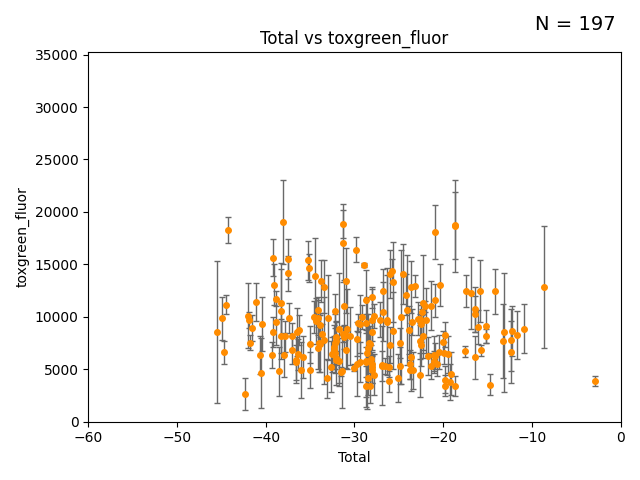 N = 197
Total vs toxgreen_fluor
35000
30000
25000
20000
15000
10000
5000
0
toxgreen_fluor
−60 −50 −40 −30 −20 −10 0
Total